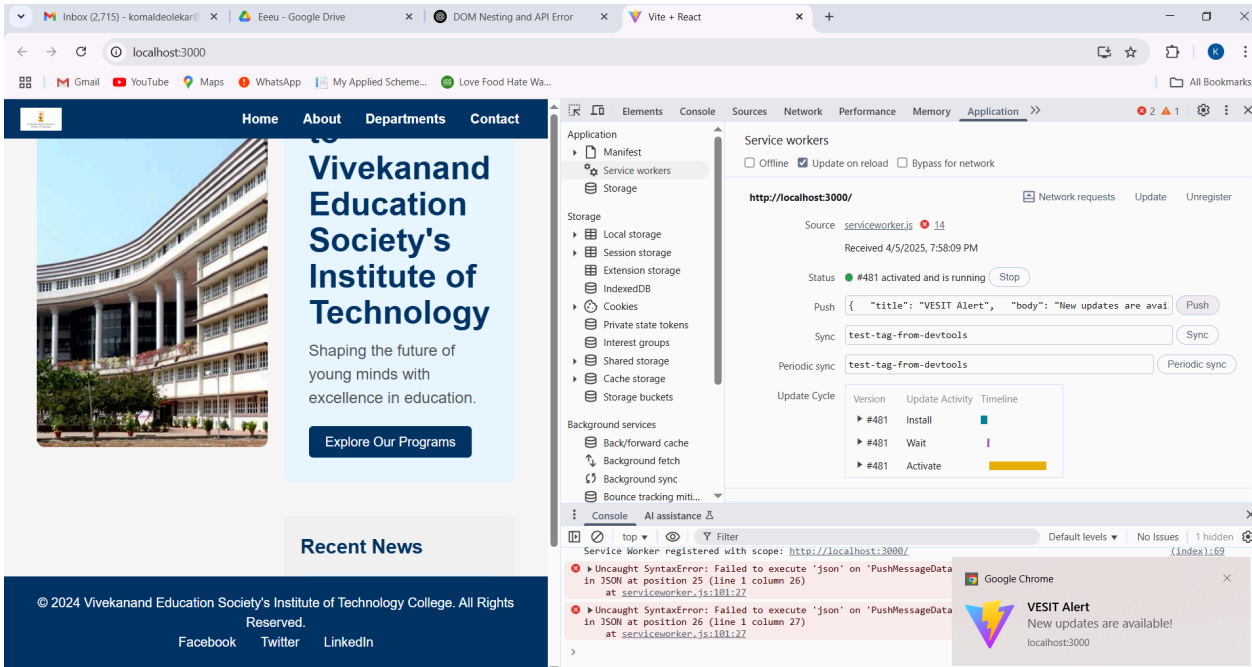 Inbox (2,715) - komaldeolekar@
Eeeu - Google Drive
DOM Nesting and API Error
Vite + React
localhost:3000
K
Gmail
YouTube
Maps
WhatsApp
My Applied Scheme...
Love Food Hate Wa...
All Bookmarks
Home About Departments Contact
to
Vivekanand
Education
Society's
Institute of
Technology
Shaping the future of
young minds with
excellence in education.
Explore Our Programs
Recent News
© 2024 Vivekanand Education Society's Institute of Technology College. All Rights
Reserved.
Facebook Twitter LinkedIn
Elements Console Sources Network Performance Memory Application 2 1
Application
Manifest
Service workers
Storage
Storage
Local storage
Session storage
Extension storage
IndexedDB
Cookies
Private state tokens
Interest groups
Shared storage
Cache storage
Storage buckets
Background services
Back/forward cache
Background fetch
Background sync
Bounce tracking miti...
Service workers
Offline Update on reload Bypass for network
http://localhost:3000/ Network requests Update Unregister
Source serviceworker.js 14
Received 4/5/2025, 7:58:09 PM
Status #481 activated and is running Stop
Push { "title": "VESIT Alert", "body": "New updates are avai Push
Sync test-tag-from-devtools Sync
Periodic sync test-tag-from-devtools Periodic sync
Update Cycle Version Update Activity Timeline
#481 Install
#481 Wait
#481 Activate
Console AI assistance
top Filter Default levels No Issues 1 hidden
Service Worker registered with scope: http://localhost:3000/ (index):69
Uncaught SyntaxError: Failed to execute 'json' on 'PushMessageData
in JSON at position 25 (line 1 column 26)
at serviceworker.js:101:27
Uncaught SyntaxError: Failed to execute 'json' on 'PushMessageData
in JSON at position 26 (line 1 column 27)
at serviceworker.js:101:27
Google Chrome
VESIT Alert
New updates are available!
localhost:3000